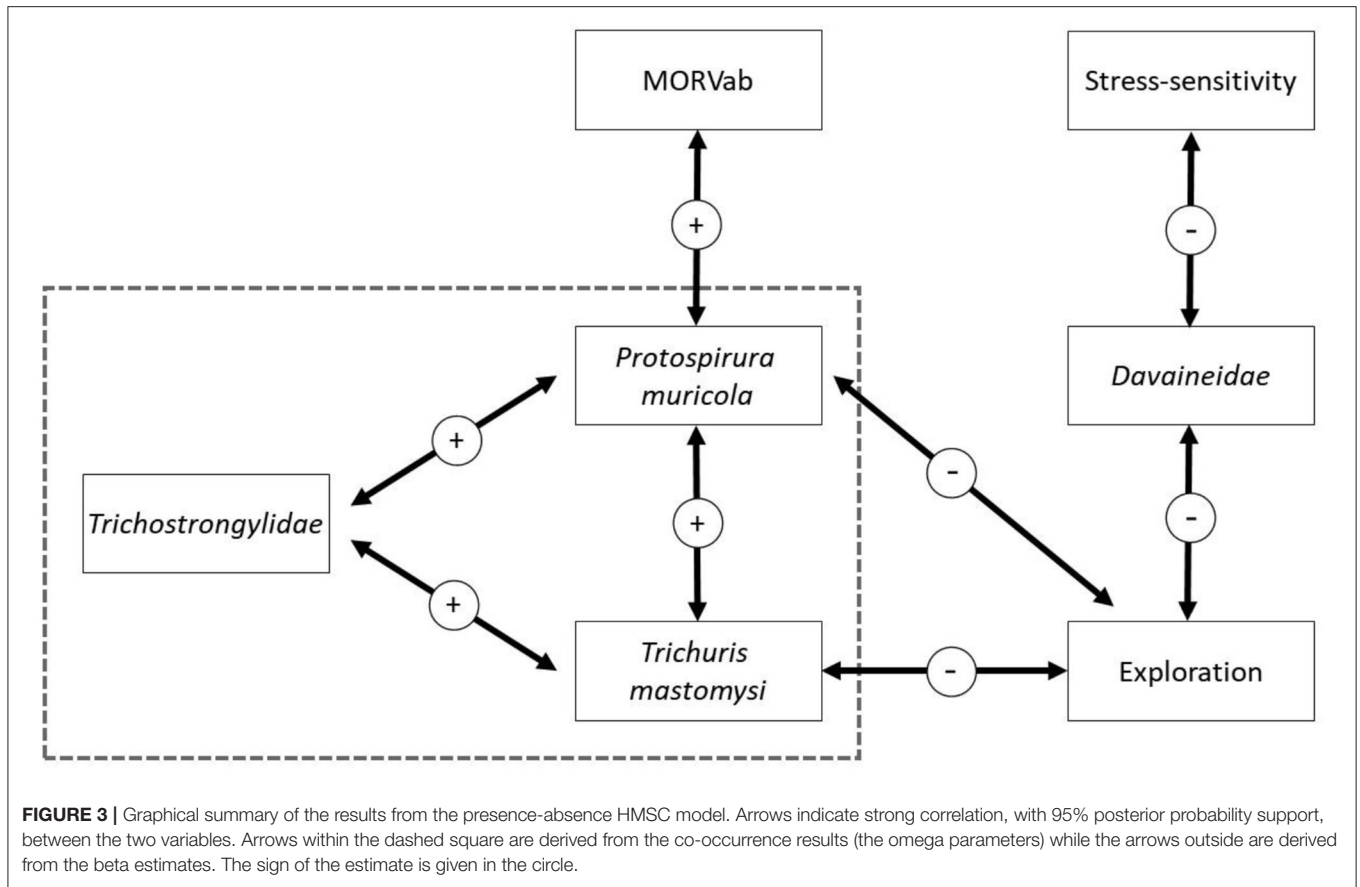 MORVab
Stress-sensitivity
+
-
Protospirura
muricola
Davaineidae
+
-
Trichostrongylidae
+
-
+
Trichuris
mastomysi
-
Exploration
FIGURE 3 | Graphical summary of the results from the presence-absence HMSC model. Arrows indicate strong correlation, with 95% posterior probability support,
between the two variables. Arrows within the dashed square are derived from the co-occurrence results (the omega parameters) while the arrows outside are derived
from the beta estimates. The sign of the estimate is given in the circle.